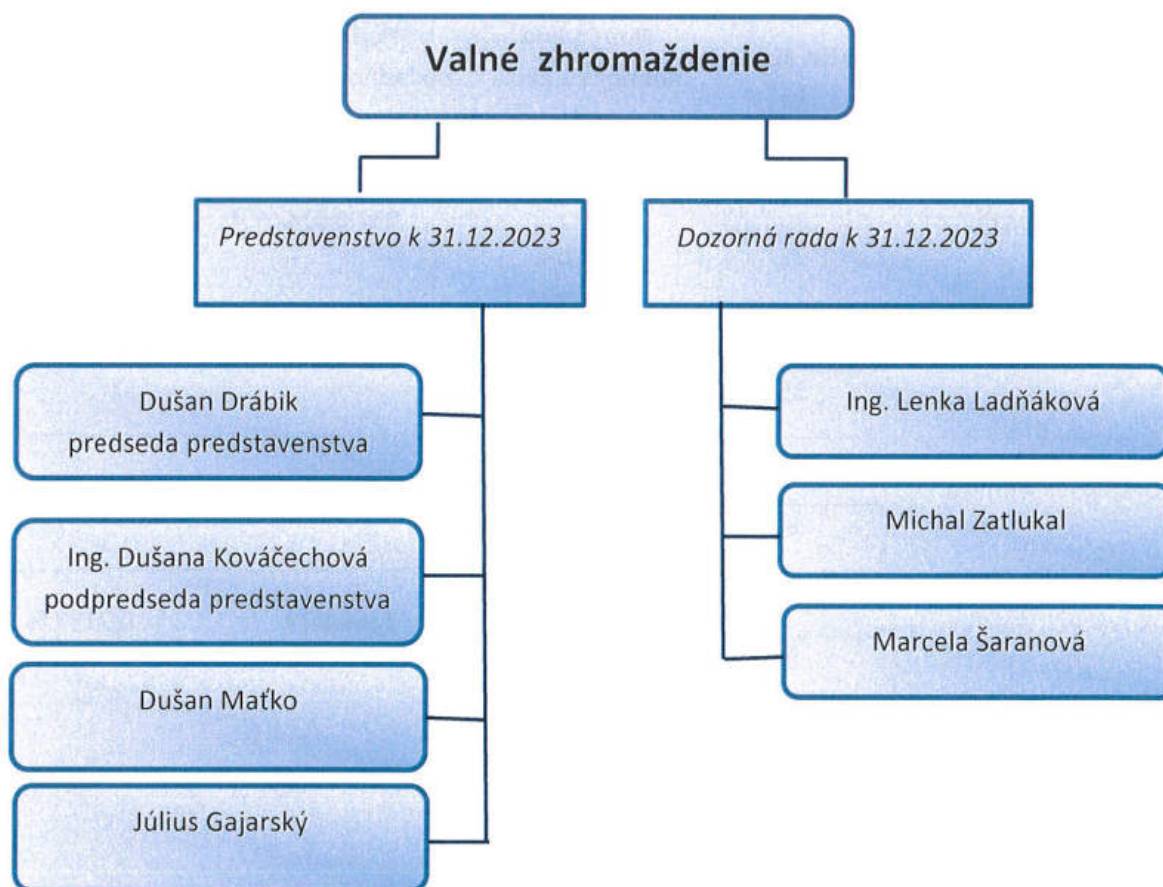 Valné zhromaždenie
Predstavenstvo k 31.12.2023
Dušan Drábik
predseda predstavenstva
Ing. Dušana Kováčechová
podpredseda predstavenstva
Dušan Maťko
Július Gajarský
Dozorná rada k 31.12.2023
Ing. Lenka Ladňáková
Michal Zatlukal
Marcela Šaranová